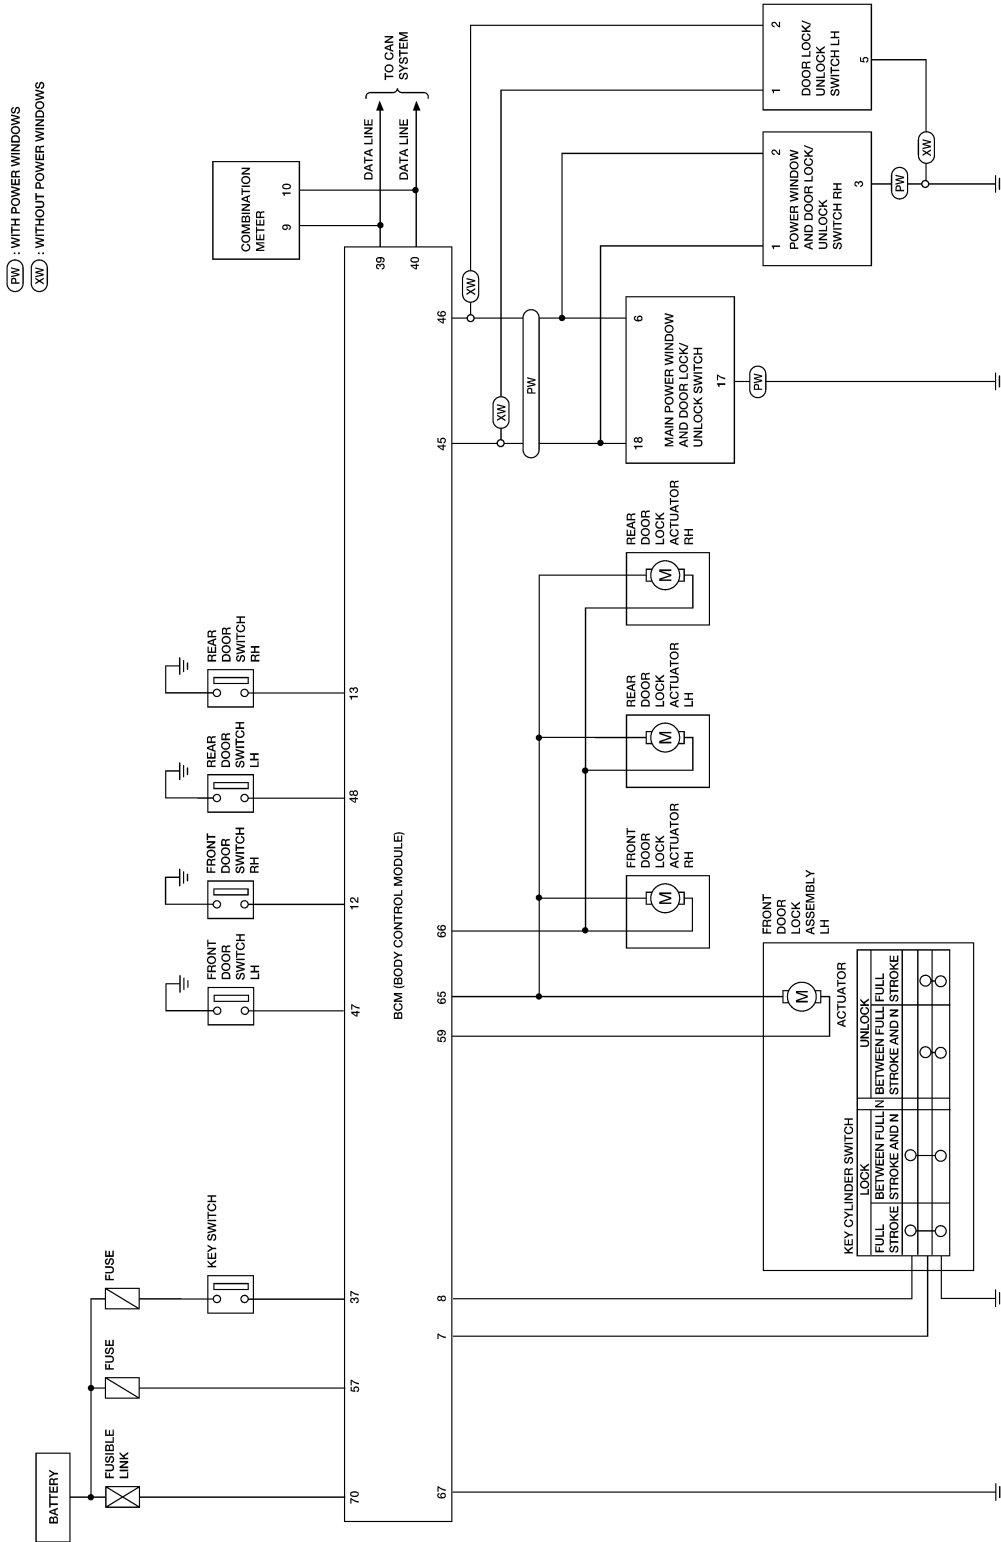 PW : WITH POWER WINDOWS
XW : WITHOUT POWER WINDOWS
BATTERY
FUSIBLE
LINK
FUSE
FUSE
KEY SWITCH
FRONT
DOOR
SWITCH
LH
FRONT
DOOR
SWITCH
RH
REAR
DOOR
SWITCH
LH
REAR
DOOR
SWITCH
RH
COMBINATION
METER
9
10
DATA LINE
DATA LINE
TO CAN
SYSTEM
70
57
37
47
12
48
13
39
40
BCM (BODY CONTROL MODULE)
67
7
8
59
65
66
45
46
XW
XW
PW
FRONT
DOOR
LOCK
ACTUATOR
RH
M
REAR
DOOR
LOCK
ACTUATOR
LH
M
REAR
DOOR
LOCK
ACTUATOR
RH
M
18
6
MAIN POWER WINDOW
AND DOOR LOCK/
UNLOCK SWITCH
17
PW
FRONT
DOOR
LOCK
ASSEMBLY
LH
M
ACTUATOR
KEY CYLINDER SWITCH
LOCK
N
UNLOCK
FULL
STROKE
BETWEEN FULL
STROKE AND N
BETWEEN FULL
STROKE AND N
FULL
STROKE
1
2
POWER WINDOW
AND DOOR LOCK/
UNLOCK
SWITCH RH
3
PW
1
2
DOOR LOCK/
UNLOCK
SWITCH LH
5
XW